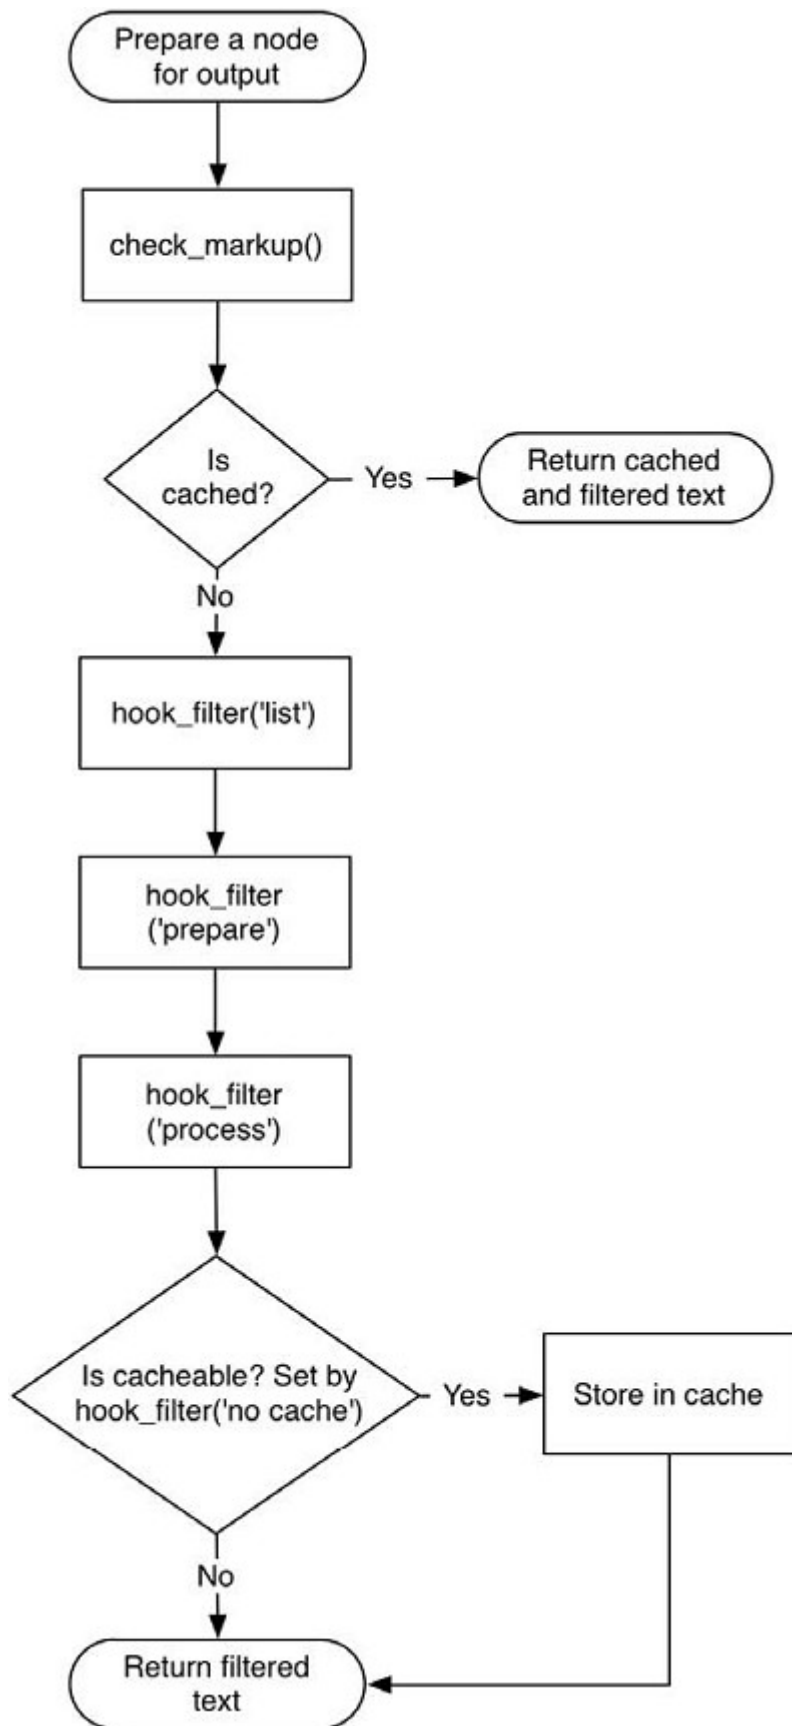 Prepare a node
for output
check_markup()
Is
cached?
Yes
Return cached
and filtered text
No
hook_filter('list')
hook_filter
('prepare')
hook_filter
('process')
Is cacheable? Set by
hook_filter('no cache')
Yes
Store in cache
No
Return filtered
text